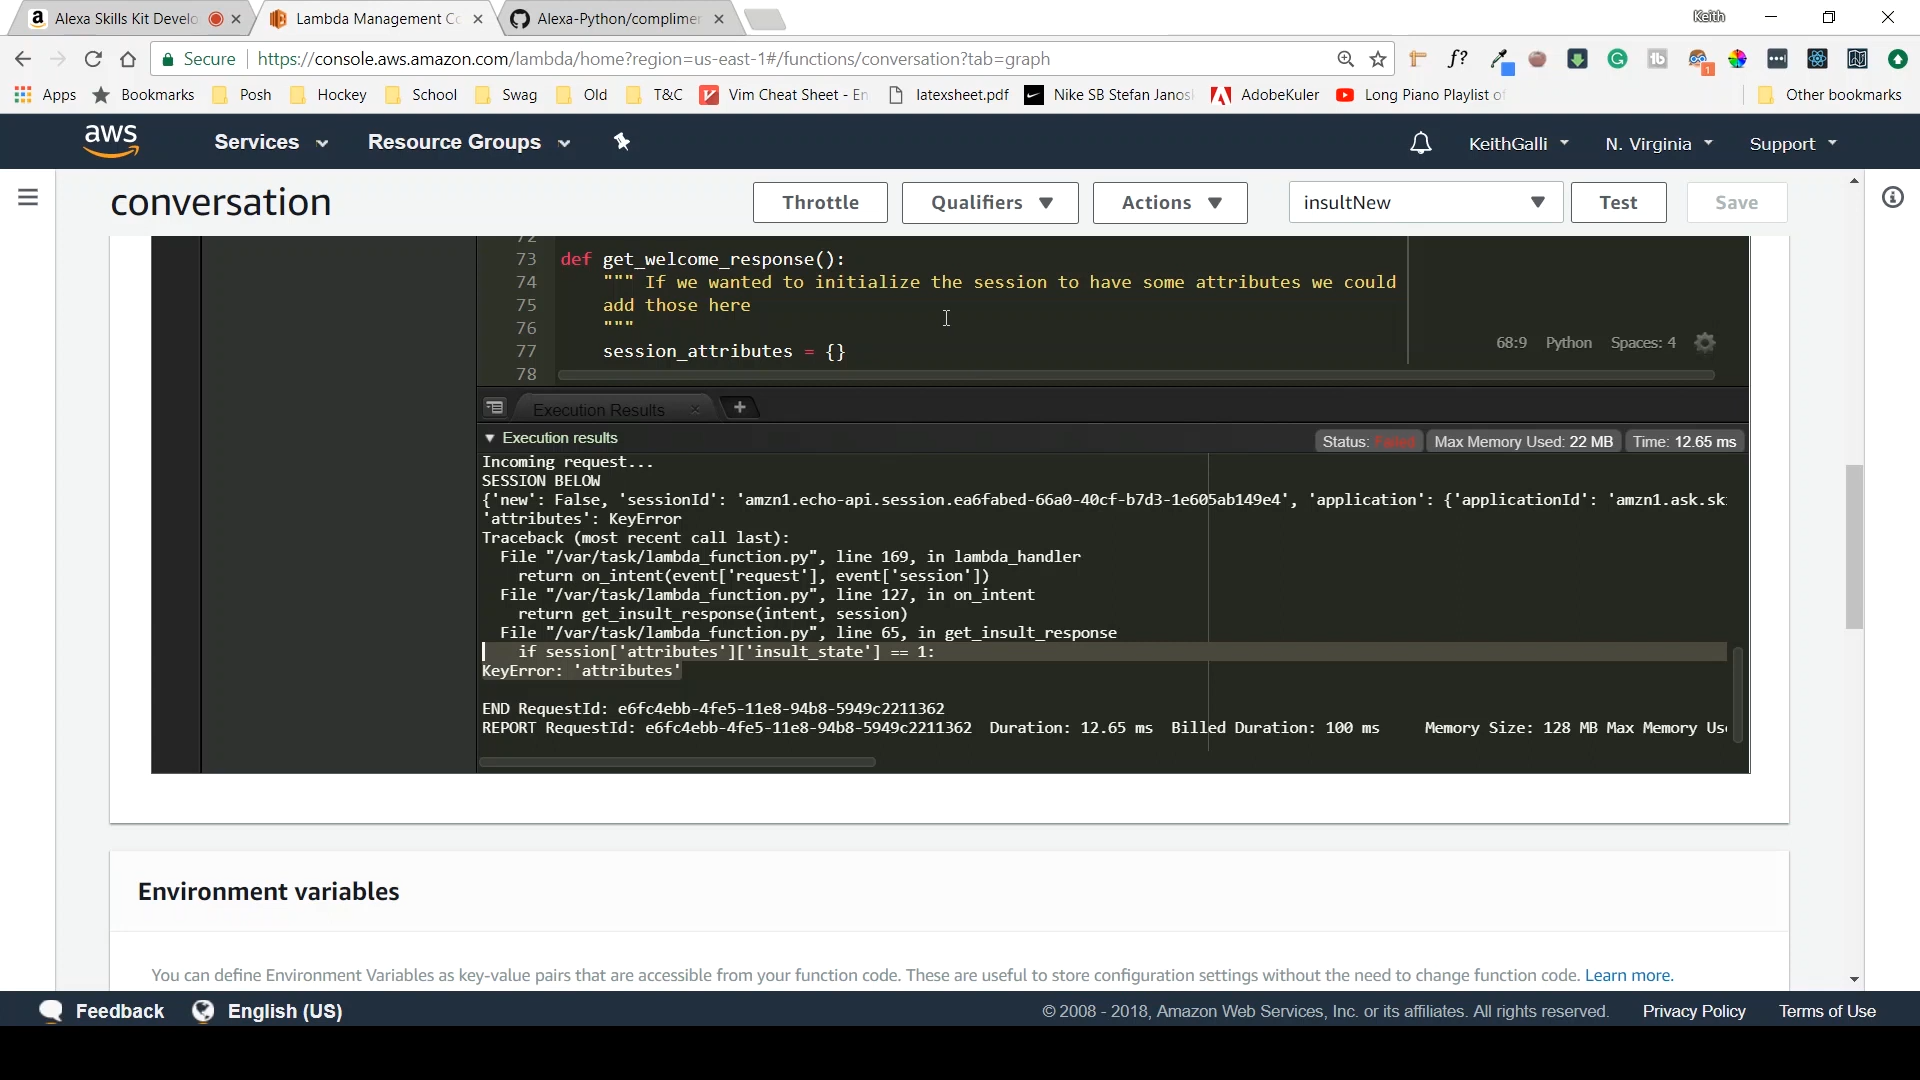 Alexa Skills Kit Develo
Lambda Management Co
Alexa-Python/complimen
Keith
Secure
https://console.aws.amazon.com/lambda/home?region=us-east-1#/functions/conversation?tab=graph
f?
1
Apps
Bookmarks
Posh
Hockey
School
Swag
Old
T&C
Vim Cheat Sheet - En
latexsheet.pdf
Nike SB Stefan Janosk
AdobeKuler
Long Piano Playlist of
Other bookmarks
aws
Services
Resource Groups
KeithGalli
N. Virginia
Support
conversation
Throttle
Qualifiers
Actions
insultNew
Test
Save
72
73 def get_welcome_response():
74 """ If we wanted to initialize the session to have some attributes we could
75 add those here
76 """
77 session_attributes = {}
78
68:9 Python Spaces: 4
Execution Results
Execution results
Status: Failed
Max Memory Used: 22 MB
Time: 12.65 ms
Incoming request...
SESSION BELOW
{'new': False, 'sessionId': 'amzn1.echo-api.session.ea6fabed-66a0-40cf-b7d3-1e605ab149e4', 'application': {'applicationId': 'amzn1.ask.sk
'attributes': KeyError
Traceback (most recent call last):
File "/var/task/lambda_function.py", line 169, in lambda_handler
return on_intent(event['request'], event['session'])
File "/var/task/lambda_function.py", line 127, in on_intent
return get_insult_response(intent, session)
File "/var/task/lambda_function.py", line 65, in get_insult_response
if session['attributes']['insult_state'] == 1:
KeyError: 'attributes'
END RequestId: e6fc4ebb-4fe5-11e8-94b8-5949c2211362
REPORT RequestId: e6fc4ebb-4fe5-11e8-94b8-5949c2211362 Duration: 12.65 ms Billed Duration: 100 ms Memory Size: 128 MB Max Memory Us
Environment variables
You can define Environment Variables as key-value pairs that are accessible from your function code. These are useful to store configuration settings without the need to change function code. Learn more.
Feedback
English (US)
© 2008 - 2018, Amazon Web Services, Inc. or its affiliates. All rights reserved.
Privacy Policy
Terms of Use